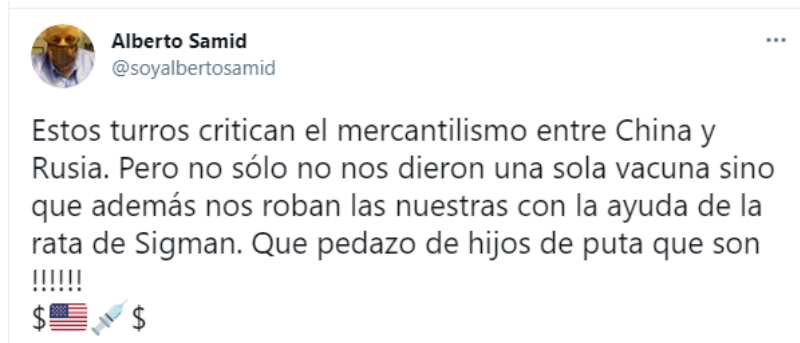 Alberto Samid
@soyalbertosamid
Estos turros critican el mercantilismo entre China y
Rusia. Pero no sólo no nos dieron una sola vacuna sino
que además nos roban las nuestras con la ayuda de la
rata de Sigman. Que pedazo de hijos de puta que son
!!!!!!
$🇺🇸💉$